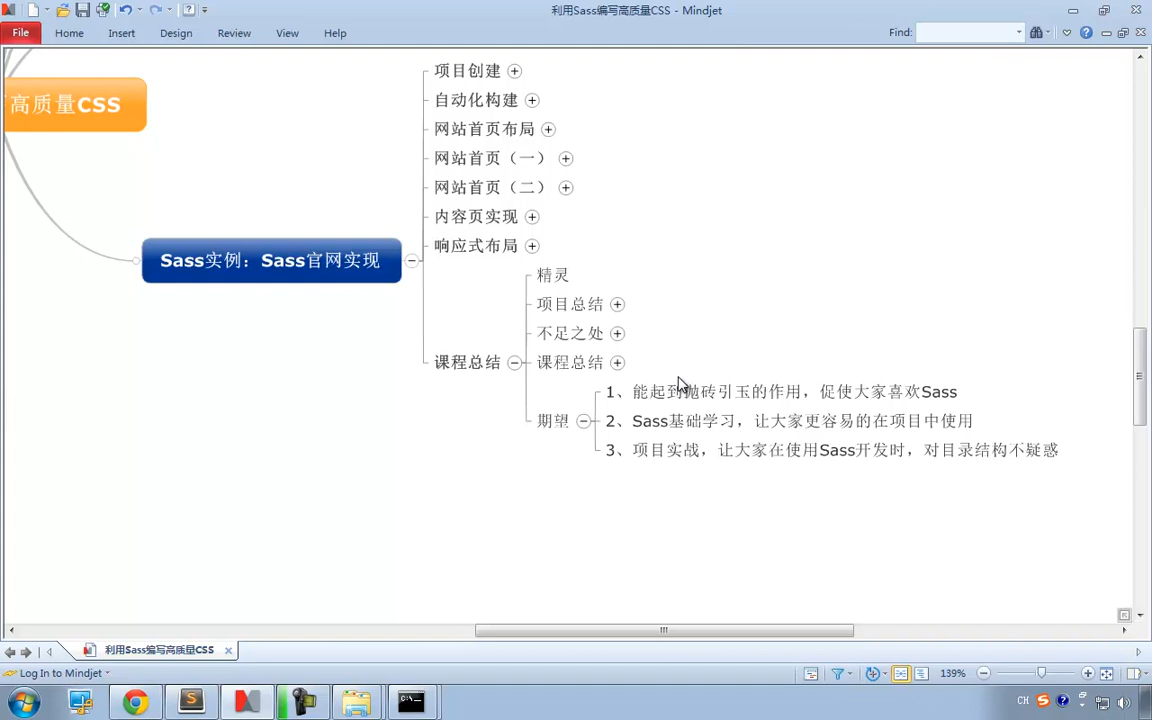 利用Sass编写高质量CSS - Mindjet
File Home Insert Design Review View Help Find:
项目创建
高质量CSS
自动化构建
网站首页布局
网站首页（一）
网站首页（二）
内容页实现
响应式布局
Sass实例：Sass官网实现
精灵
项目总结
不足之处
课程总结
课程总结
1、能起到抛砖引玉的作用，促使大家喜欢Sass
期望
2、Sass基础学习，让大家更容易的在项目中使用
3、项目实战，让大家在使用Sass开发时，对目录结构不疑惑
利用Sass编写高质量CSS
Log In to Mindjet
139%
CH